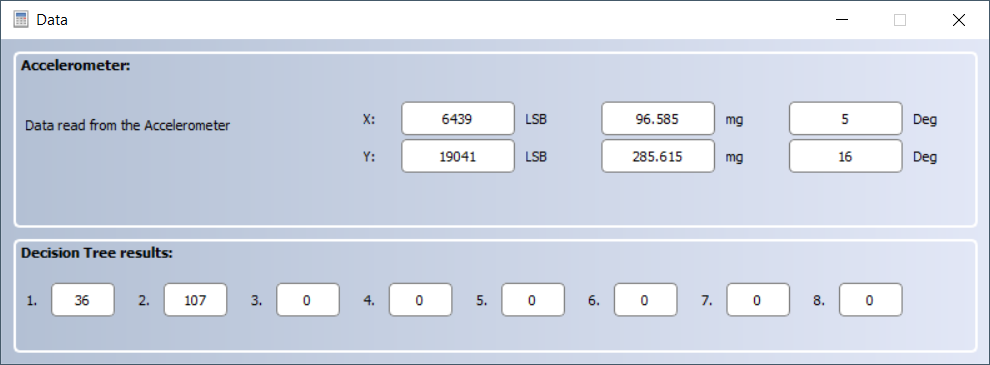 Data
Accelerometer:
Data read from the Accelerometer
X: 6439 LSB 96.585 mg 5 Deg
Y: 19041 LSB 285.615 mg 16 Deg
Decision Tree results:
1. 36 2. 107 3. 0 4. 0 5. 0 6. 0 7. 0 8. 0